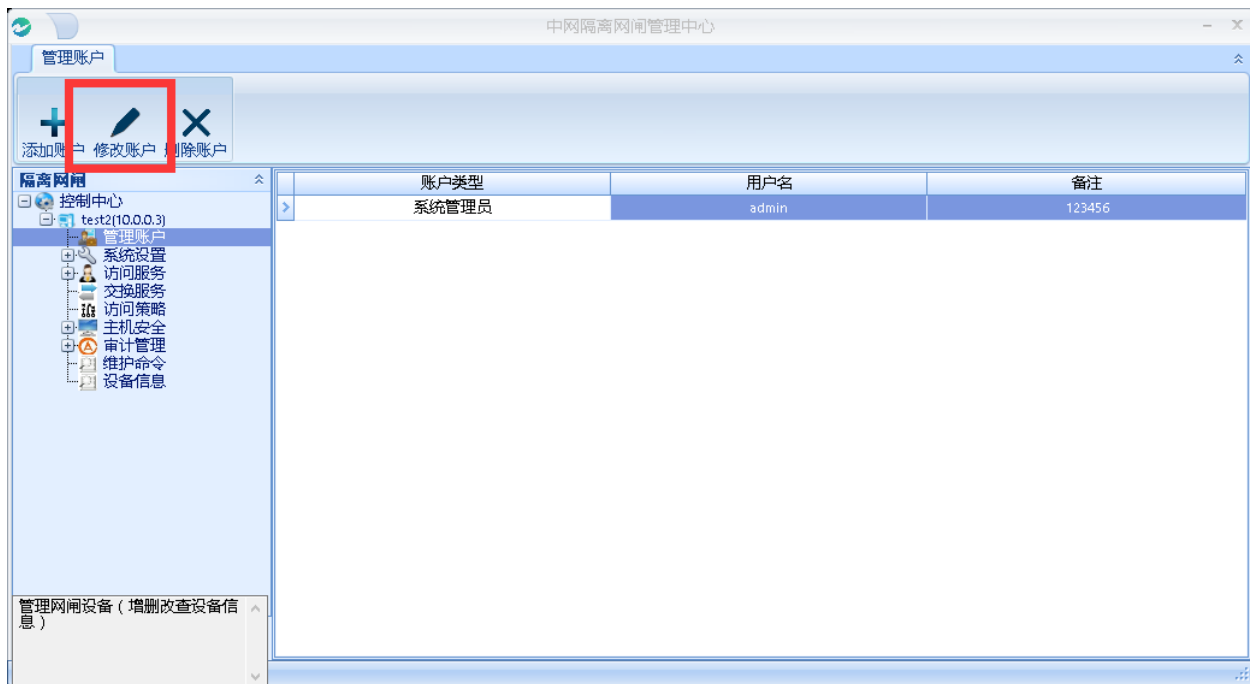 中网隔离网闸管理中心
管理账户
添加账户 修改账户 删除账户
隔离网闸
账户类型 用户名 备注
控制中心
系统管理员 admin 123456
test2(10.0.0.3)
管理账户
系统设置
访问服务
交换服务
访问策略
主机安全
审计管理
维护命令
设备信息
管理网闸设备（增删改查设备信
息）